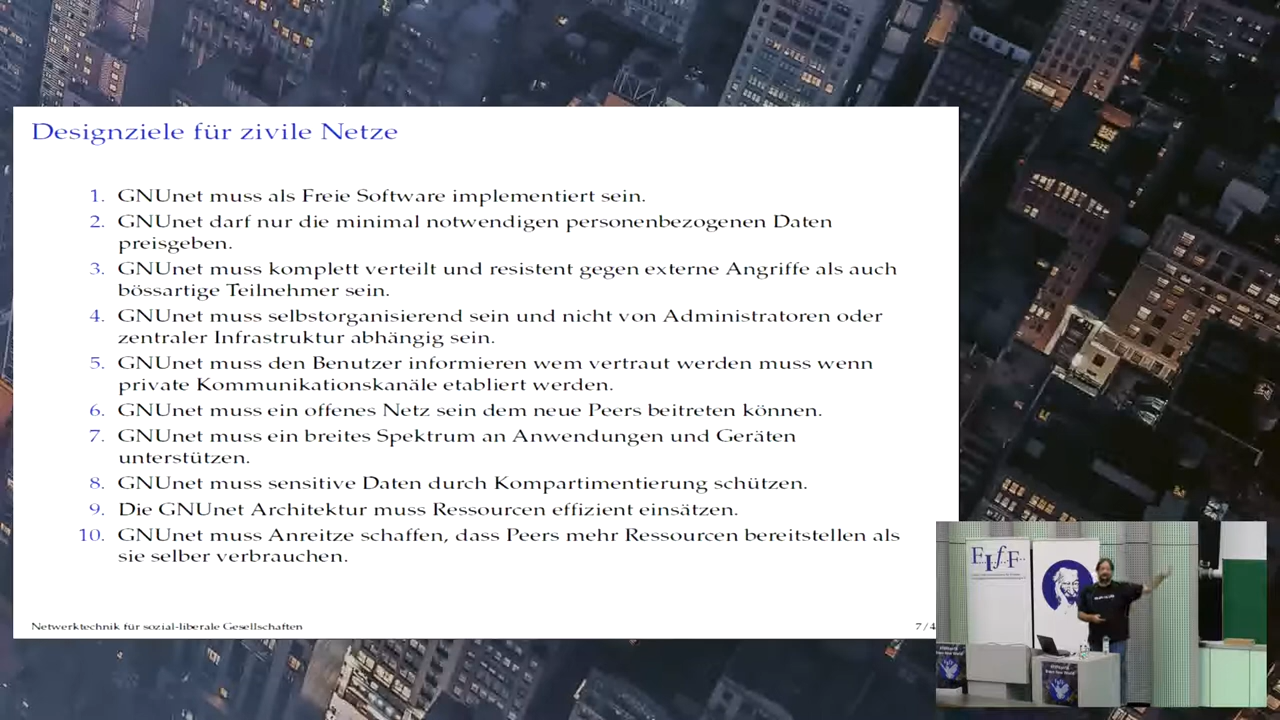 Designziele für zivile Netze
1. GNUnet muss als Freie Software implementiert sein.
2. GNUnet darf nur die minimal notwendigen personenbezogenen Daten
preisgeben.
3. GNUnet muss komplett verteilt und resistent gegen externe Angriffe als auch
bössartige Teilnehmer sein.
4. GNUnet muss selbstorganisierend sein und nicht von Administratoren oder
zentraler Infrastruktur abhängig sein.
5. GNUnet muss den Benutzer informieren wem vertraut werden muss wenn
private Kommunikationskanäle etabliert werden.
6. GNUnet muss ein offenes Netz sein dem neue Peers beitreten können.
7. GNUnet muss ein breites Spektrum an Anwendungen und Geräten
unterstützen.
8. GNUnet muss sensitive Daten durch Kompartimentierung schützen.
9. Die GNUnet Architektur muss Ressourcen effizient einsätzen.
10. GNUnet muss Anreitze schaffen, dass Peers mehr Ressourcen bereitstellen als
sie selber verbrauchen.
Netwerktechnik für sozial-liberale Gesellschaften
7/4
FIfF